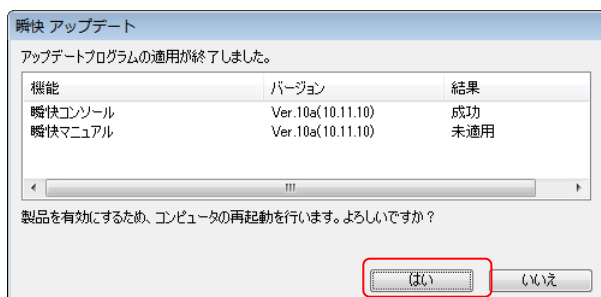 瞬快 アップデート
アップデートプログラムの適用が終了しました。
機能 バージョン 結果
瞬快コンソール Ver.10a(10.11.10) 成功
瞬快マニュアル Ver.10a(10.11.10) 未適用
製品を有効にするため、コンピュータの再起動を行います。よろしいですか？
はい いいえ